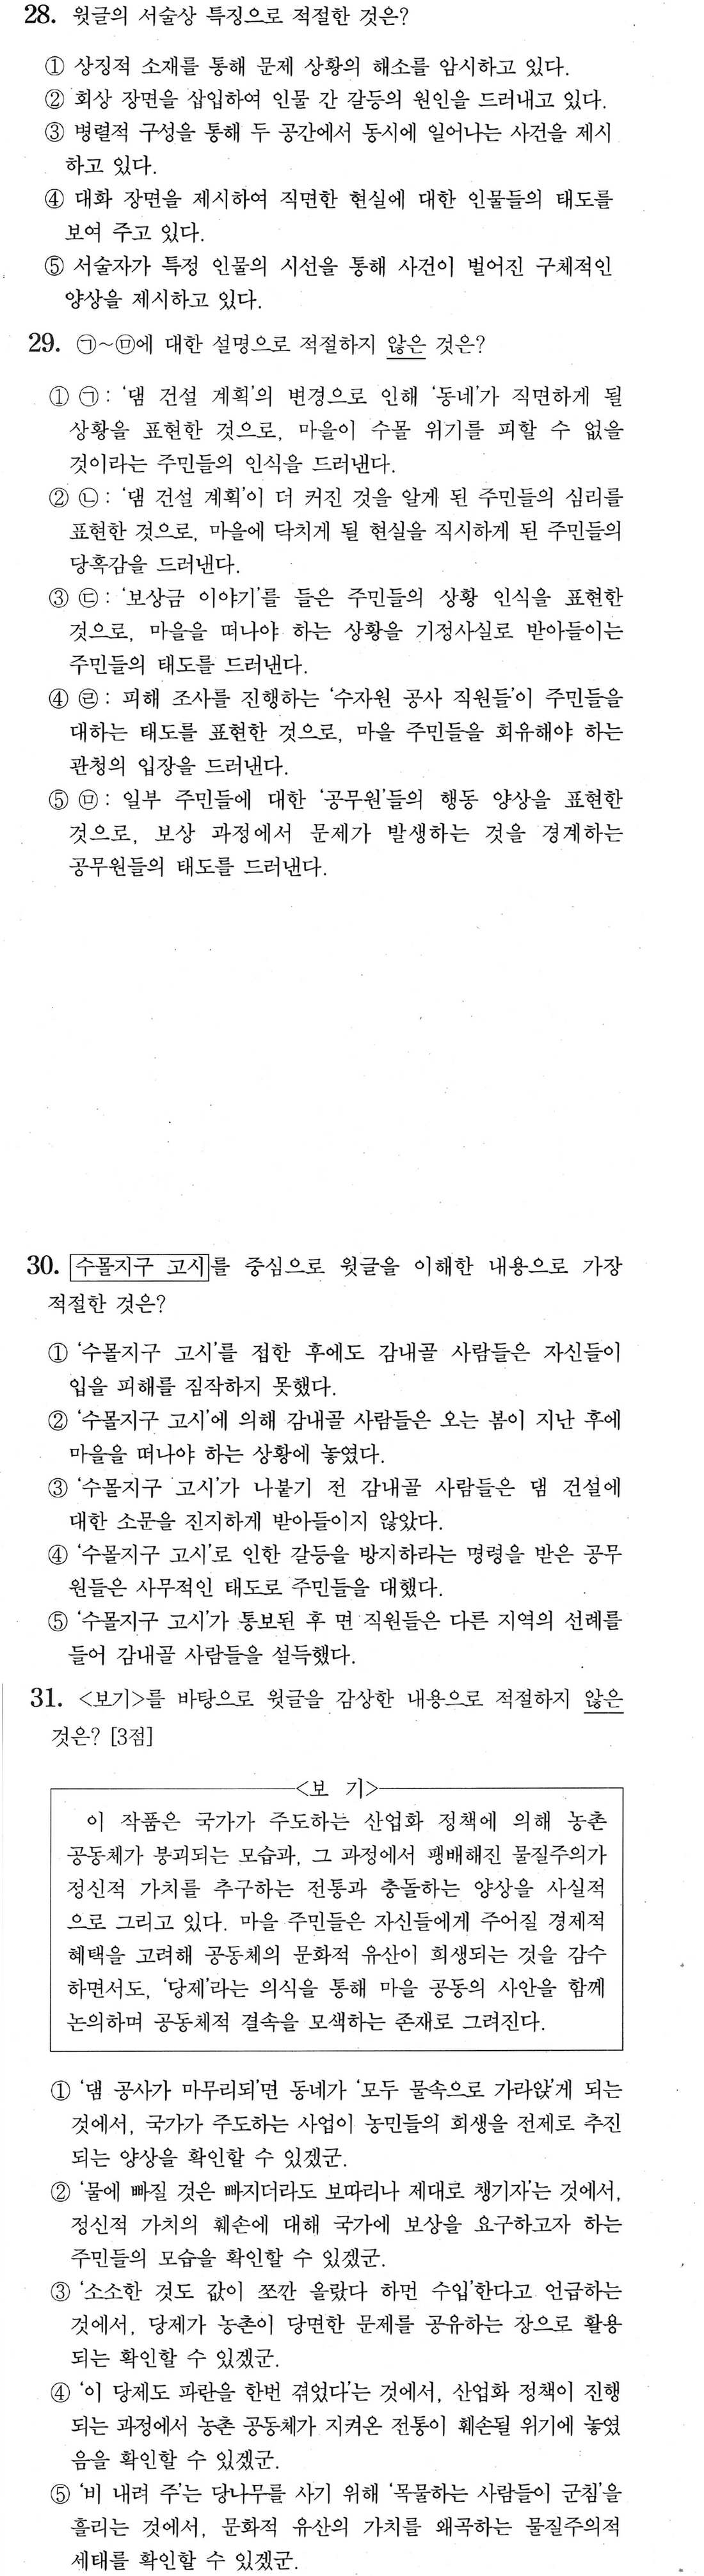 28. 윗글의 서술상 특징으로 적절한 것은?
① 상징적 소재를 통해 문제 상황의 해소를 암시하고 있다.
② 회상 장면을 삽입하여 인물 간 갈등의 원인을 드러내고 있다.
③ 병렬적 구성을 통해 두 공간에서 동시에 일어나는 사건을 제시
하고 있다.
④ 대화 장면을 제시하여 직면한 현실에 대한 인물들의 태도를
보여 주고 있다.
⑤ 서술자가 특정 인물의 시선을 통해 사건이 벌어진 구체적인
양상을 제시하고 있다.
29. ㉠~㉤에 대한 설명으로 적절하지 않은 것은?
① ㉠: ‘댐 건설 계획’의 변경으로 인해 ‘동네’가 직면하게 될
상황을 표현한 것으로, 마을이 수몰 위기를 피할 수 없을
것이라는 주민들의 인식을 드러낸다.
② ㉡: ‘댐 건설 계획’이 더 커진 것을 알게 된 주민들의 심리를
표현한 것으로, 마을에 닥치게 될 현실을 직시하게 된 주민들의
당혹감을 드러낸다.
③ ㉢: ‘보상금 이야기’를 들은 주민들의 상황 인식을 표현한
것으로, 마을을 떠나야 하는 상황을 기정사실로 받아들이는
주민들의 태도를 드러낸다.
④ ㉣: 피해 조사를 진행하는 ‘수자원 공사 직원들’이 주민들을
대하는 태도를 표현한 것으로, 마을 주민들을 회유해야 하는
관청의 입장을 드러낸다.
⑤ ㉤: 일부 주민들에 대한 ‘공무원’들의 행동 양상을 표현한
것으로, 보상 과정에서 문제가 발생하는 것을 경계하는
공무원들의 태도를 드러낸다.
30. 수몰지구 고시를 중심으로 윗글을 이해한 내용으로 가장
적절한 것은?
① ‘수몰지구 고시’를 접한 후에도 감내골 사람들은 자신들이
입을 피해를 짐작하지 못했다.
② ‘수몰지구 고시’에 의해 감내골 사람들은 오는 봄이 지난 후에
마을을 떠나야 하는 상황에 놓였다.
③ ‘수몰지구 고시’가 나붙기 전 감내골 사람들은 댐 건설에
대한 소문을 진지하게 받아들이지 않았다.
④ ‘수몰지구 고시’로 인한 갈등을 방지하라는 명령을 받은 공무
원들은 사무적인 태도로 주민들을 대했다.
⑤ ‘수몰지구 고시’가 통보된 후 면 직원들은 다른 지역의 선례를
들어 감내골 사람들을 설득했다.
31. <보기>를 바탕으로 윗글을 감상한 내용으로 적절하지 않은
것은? [3점]
<보 기>
이 작품은 국가가 주도하는 산업화 정책에 의해 농촌
공동체가 붕괴되는 모습과, 그 과정에서 팽배해진 물질주의가
정신적 가치를 추구하는 전통과 충돌하는 양상을 사실적
으로 그리고 있다. 마을 주민들은 자신들에게 주어질 경제적
혜택을 고려해 공동체의 문화적 유산이 희생되는 것을 감수
하면서도, ‘당제’라는 의식을 통해 마을 공동의 사안을 함께
논의하며 공동체적 결속을 모색하는 존재로 그려진다.
① ‘댐 공사가 마무리되’면 동네가 ‘모두 물속으로 가라앉’게 되는
것에서, 국가가 주도하는 사업이 농민들의 희생을 전제로 추진
되는 양상을 확인할 수 있겠군.
② ‘물에 빠질 것은 빠지더라도 보따리나 제대로 챙기자’는 것에서,
정신적 가치의 훼손에 대해 국가에 보상을 요구하고자 하는
주민들의 모습을 확인할 수 있겠군.
③ ‘소소한 것도 값이 쪼깐 올랐다 하먼 수입’한다고 언급하는
것에서, 당제가 농촌이 당면한 문제를 공유하는 장으로 활용
되는 확인할 수 있겠군.
④ ‘이 당제도 파란을 한번 겪었다’는 것에서, 산업화 정책이 진행
되는 과정에서 농촌 공동체가 지켜온 전통이 훼손될 위기에 놓였
음을 확인할 수 있겠군.
⑤ ‘비 내려 주’는 당나무를 사기 위해 ‘목물하는 사람들이 군침’을
흘리는 것에서, 문화적 유산의 가치를 왜곡하는 물질주의적
세태를 확인할 수 있겠군.